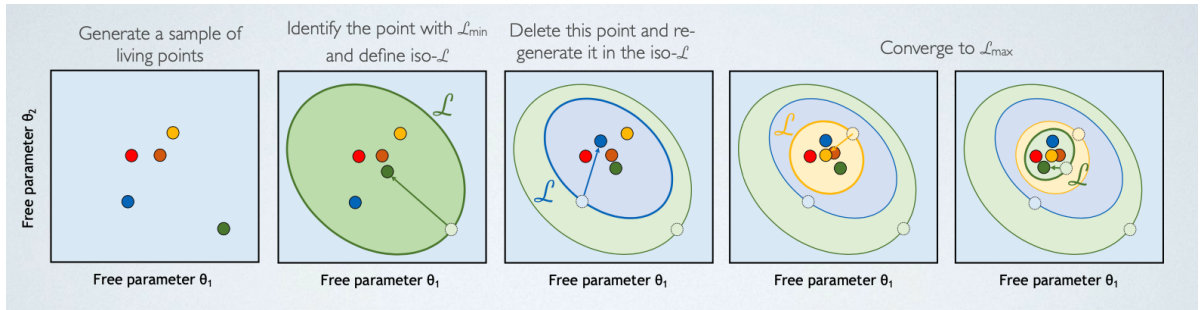 Generate a sample of
living points
Identify the point with ℒmin
and define iso-ℒ
Delete this point and re-
generate it in the iso-ℒ
Converge to ℒmax
Free parameter θ₂
ℒ
ℒ
ℒ
ℒ
Free parameter θ₁
Free parameter θ₁
Free parameter θ₁
Free parameter θ₁
Free parameter θ₁